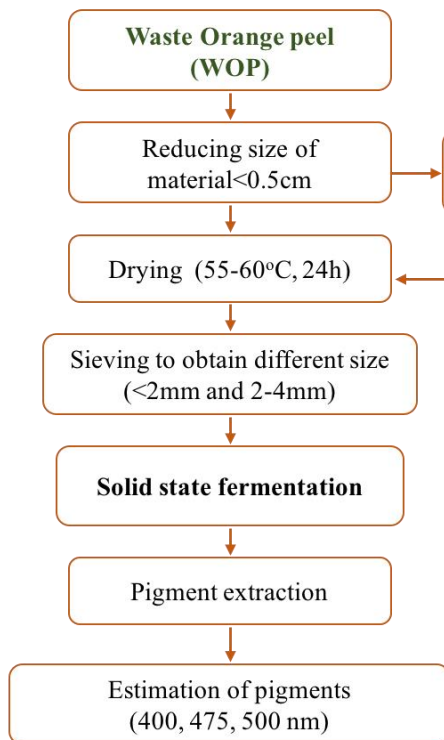 Waste Orange peel
(WOP)
Reducing size of
material<0.5cm
Drying (55-60°C, 24h)
Sieving to obtain different size
(<2mm and 2-4mm)
Solid state fermentation
Pigment extraction
Estimation of pigments
(400, 475, 500 nm)